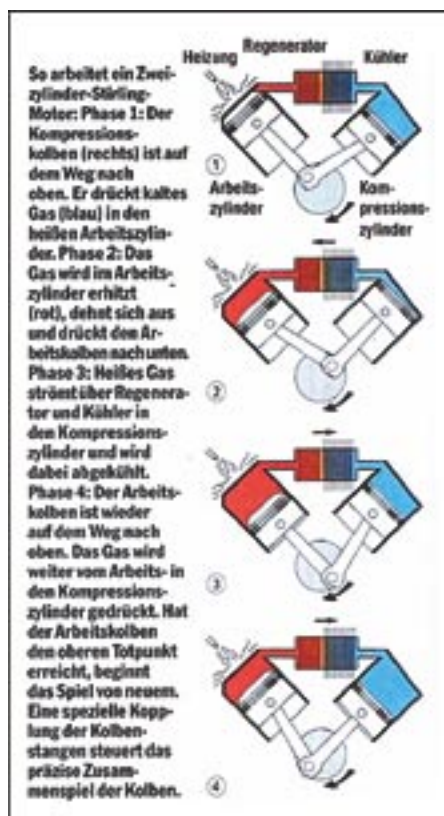 So arbeitet ein Zwei-
zylinder-Stirling-
Motor: Phase 1: Der
Kompressions-
kolben (rechts) ist auf
dem Weg nach
oben. Er drückt kaltes
Gas (blau) in den
heißen Arbeitszylin-
der. Phase 2: Das
Gas wird im Arbeits-
zylinder erhitzt
(rot), dehnt sich aus
und drückt den Ar-
beitskolben nach unten.
Phase 3: Heißes Gas
strömt über Regenera-
tor und Kühler in
den Kompressions-
zylinder und wird
dabei abgekühlt.
Phase 4: Der Arbeits-
kolben ist wieder
auf dem Weg nach
oben. Das Gas wird
weiter vom Arbeits- in
den Kompressions-
zylinder gedrückt. Hat
der Arbeitskolben
den oberen Totpunkt
erreicht, beginnt
das Spiel von neuem.
Eine spezielle Kopp-
lung der Kolben-
stangen steuert das
präzise Zusam-
menspiel der Kolben.
Heizung
Regenerator
Kühler
1
Arbeits-
zylinder
Kom-
pressions-
zylinder
2
3
4